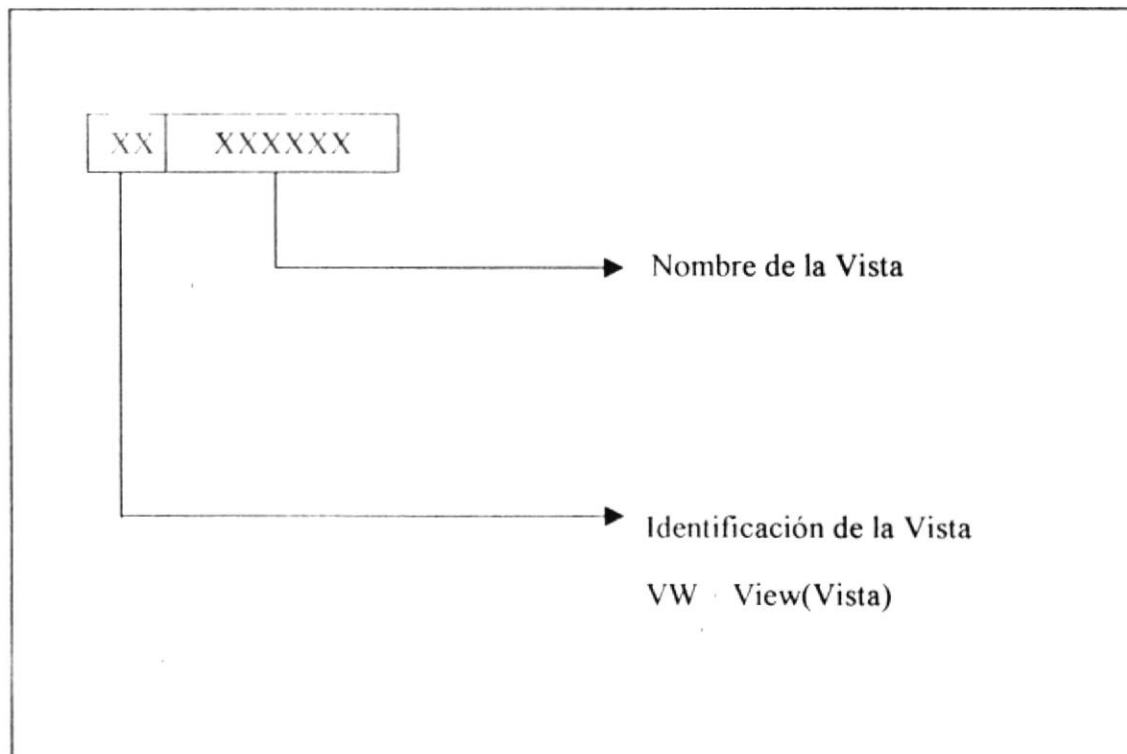 XX XXXXXX
Nombre de la Vista
Identificación de la Vista
VW View(Vista)